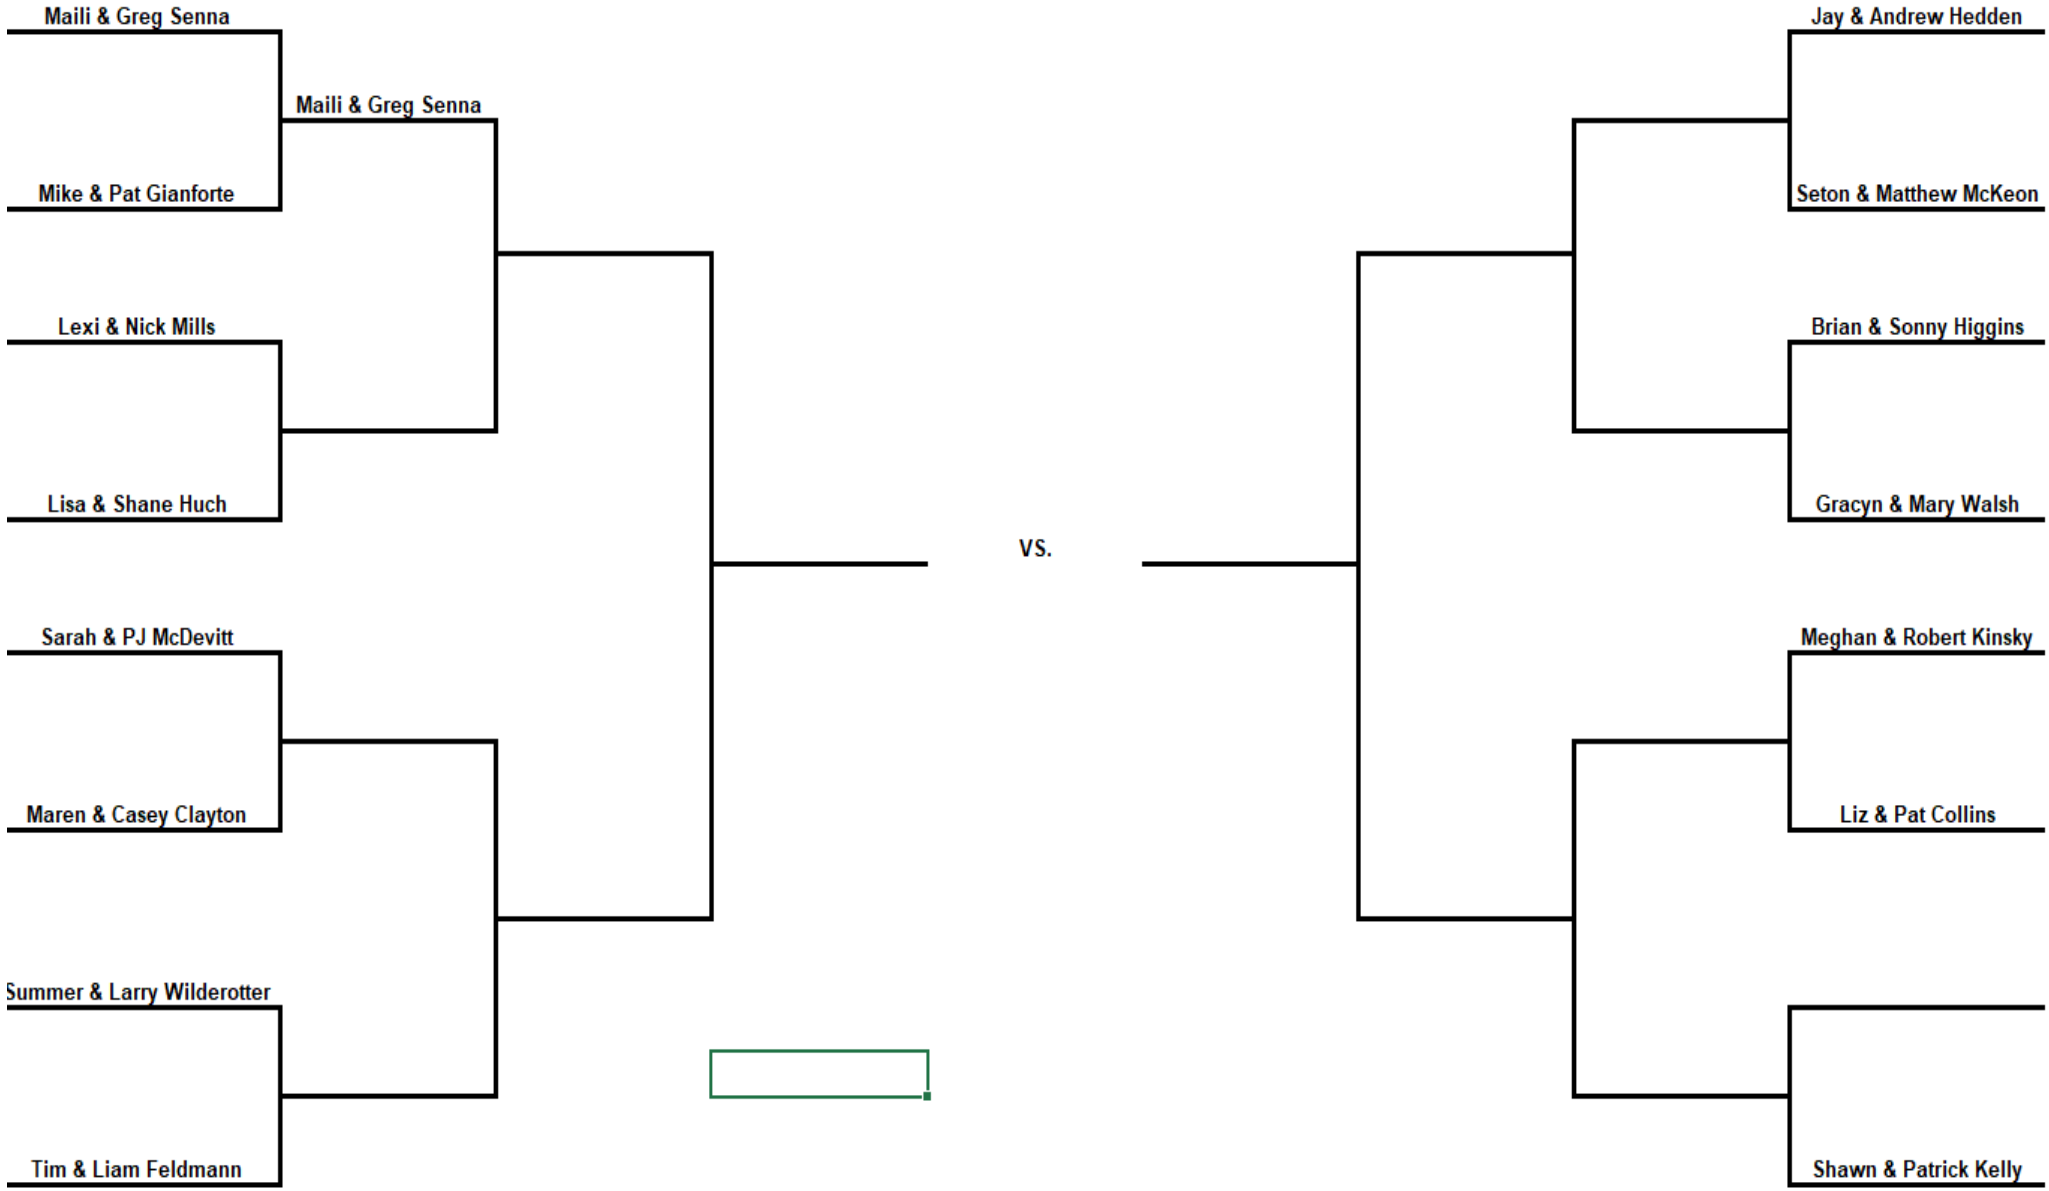 Maili & Greg Senna
Jay & Andrew Hedden
Maili & Greg Senna
Mike & Pat Gianforte
Seton & Matthew McKeon
Lexi & Nick Mills
Brian & Sonny Higgins
Lisa & Shane Huch
Gracyn & Mary Walsh
VS.
Sarah & PJ McDevitt
Meghan & Robert Kinsky
Maren & Casey Clayton
Liz & Pat Collins
Summer & Larry Wilderotter
Tim & Liam Feldmann
Shawn & Patrick Kelly